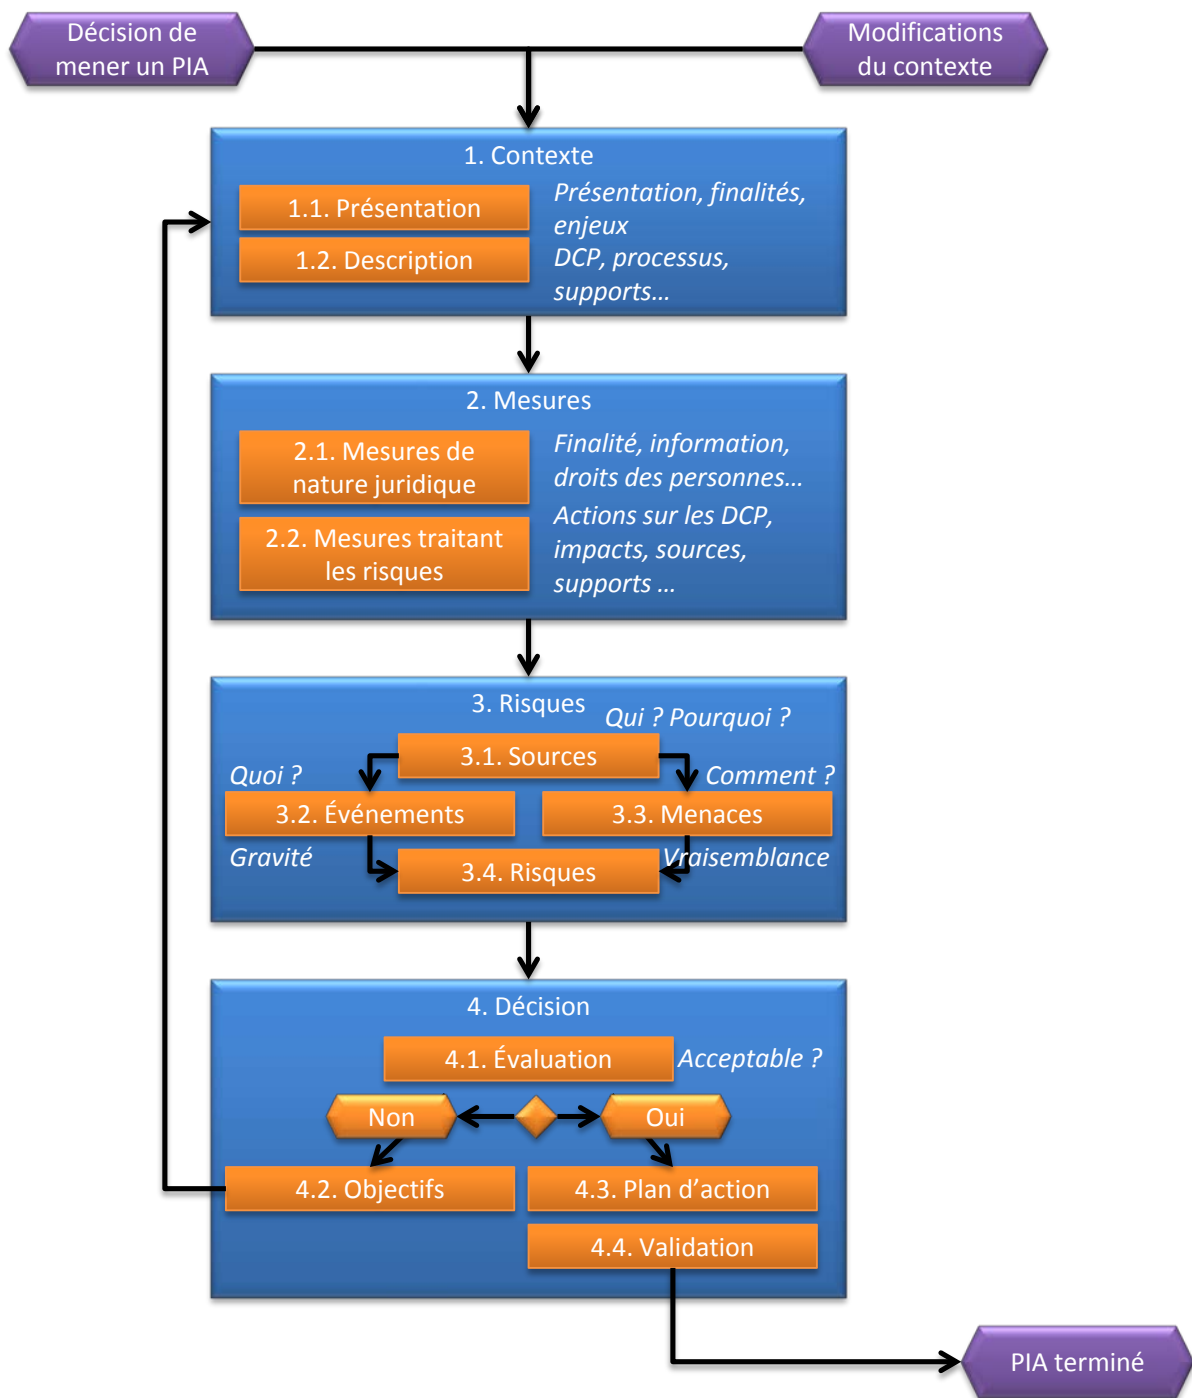 Décision de
mener un PIA
Modifications
du contexte
1. Contexte
1.1. Présentation
Présentation, finalités,
enjeux
1.2. Description
DCP, processus,
supports…
2. Mesures
2.1. Mesures de
nature juridique
Finalité, information,
droits des personnes…
2.2. Mesures traitant
les risques
Actions sur les DCP,
impacts, sources,
supports …
3. Risques
Qui ? Pourquoi ?
3.1. Sources
Quoi ?
Comment ?
3.2. Événements
3.3. Menaces
Gravité
Vraisemblance
3.4. Risques
4. Décision
4.1. Évaluation
Acceptable ?
Non
Oui
4.2. Objectifs
4.3. Plan d’action
4.4. Validation
PIA terminé